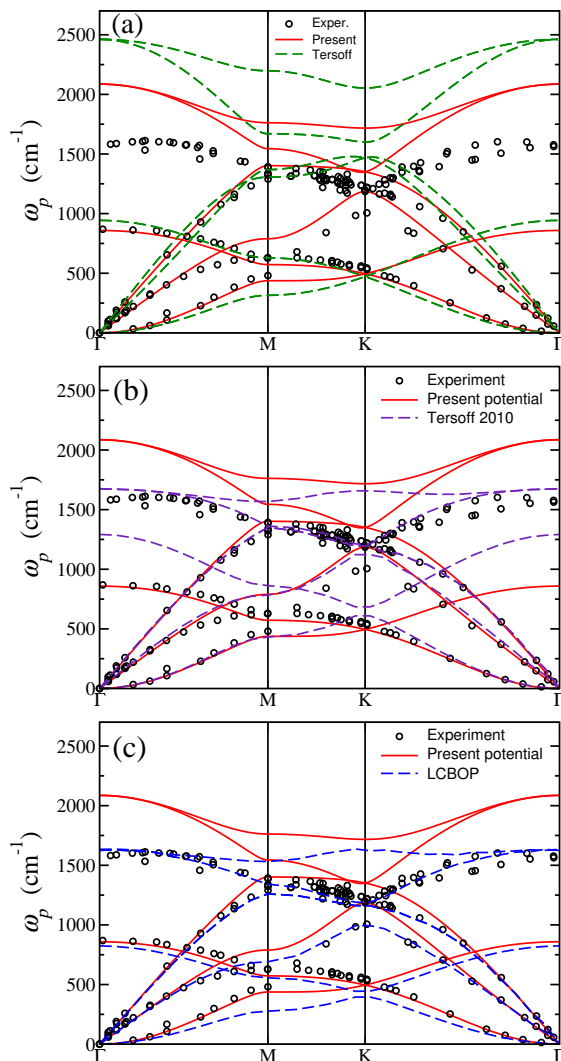 (a)
Exper.
Present
Tersoff
2500
2000
1500
1000
500
0
ω_p (cm⁻¹)
Γ M K Γ
(b)
Experiment
Present potential
Tersoff 2010
2500
2000
1500
1000
500
0
ω_p (cm⁻¹)
Γ M K Γ
(c)
Experiment
Present potential
LCBOP
2500
2000
1500
1000
500
0
ω_p (cm⁻¹)
Γ M K Γ